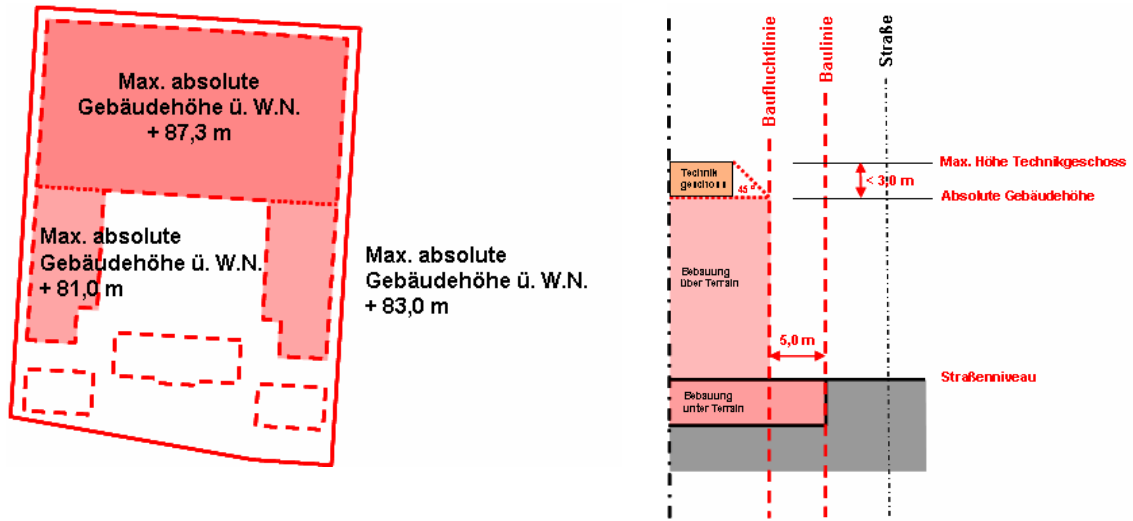 Max. absolute
Gebäudehöhe ü. W.N.
+ 87,3 m
Max. absolute
Gebäudehöhe ü. W.N.
+ 81,0 m
Max. absolute
Gebäudehöhe ü. W.N.
+ 83,0 m
Baufluchtlinie
Baulinie
Straße
Technik
geschoss
45 °
Max. Höhe Technikgeschoss
< 3,0 m
Absolute Gebäudehöhe
Bebauung
über Terrain
5,0 m
Straßenniveau
Bebauung
unter Terrain